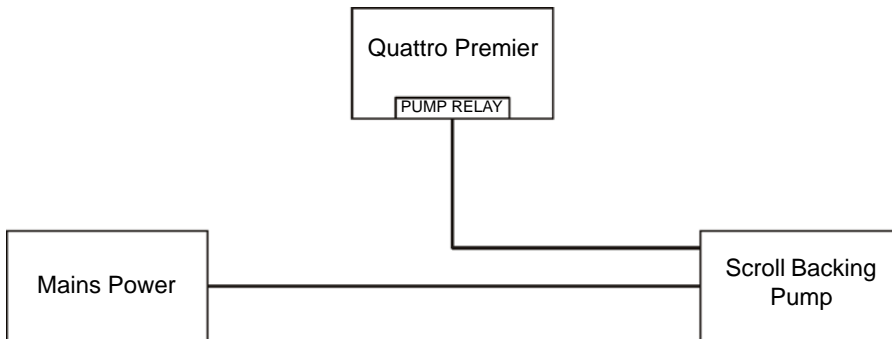 Quattro Premier
PUMP RELAY
Mains Power
Scroll Backing
Pump